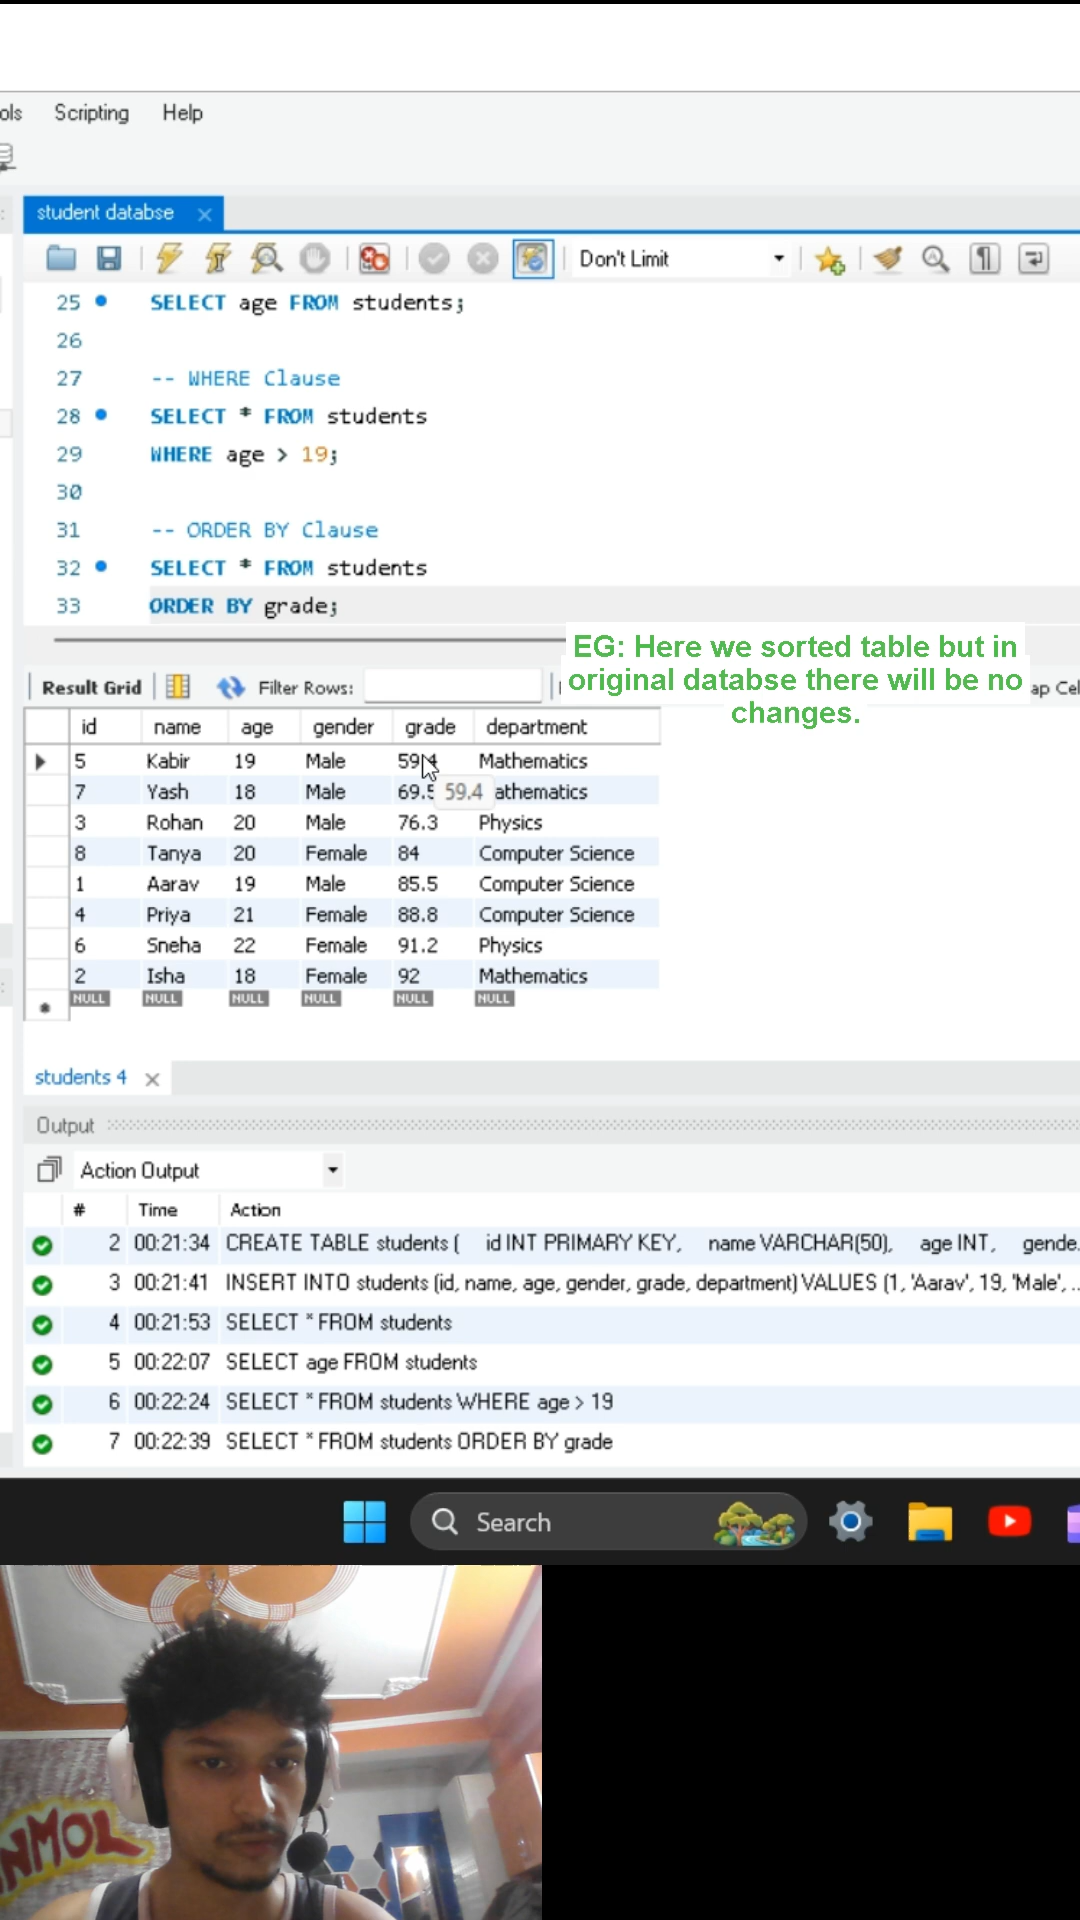 ols Scripting Help
student databse
Don't Limit
25 SELECT age FROM students;
26
27 -- WHERE Clause
28 SELECT * FROM students
29 WHERE age > 19;
30
31 -- ORDER BY Clause
32 SELECT * FROM students
33 ORDER BY grade;
EG: Here we sorted table but in
original databse there will be no
changes.
Result Grid Filter Rows: ap Cel
id name age gender grade department
5 Kabir 19 Male 59.4 Mathematics
7 Yash 18 Male 69.5 athematics
59.4
3 Rohan 20 Male 76.3 Physics
8 Tanya 20 Female 84 Computer Science
1 Aarav 19 Male 85.5 Computer Science
4 Priya 21 Female 88.8 Computer Science
6 Sneha 22 Female 91.2 Physics
2 Isha 18 Female 92 Mathematics
NULL NULL NULL NULL NULL NULL
students 4
Output
Action Output
# Time Action
2 00:21:34 CREATE TABLE students ( id INT PRIMARY KEY, name VARCHAR(50), age INT, gende.
3 00:21:41 INSERT INTO students (id, name, age, gender, grade, department) VALUES (1, 'Aarav', 19, 'Male', ...
4 00:21:53 SELECT * FROM students
5 00:22:07 SELECT age FROM students
6 00:22:24 SELECT * FROM students WHERE age > 19
7 00:22:39 SELECT * FROM students ORDER BY grade
Search
NMOL